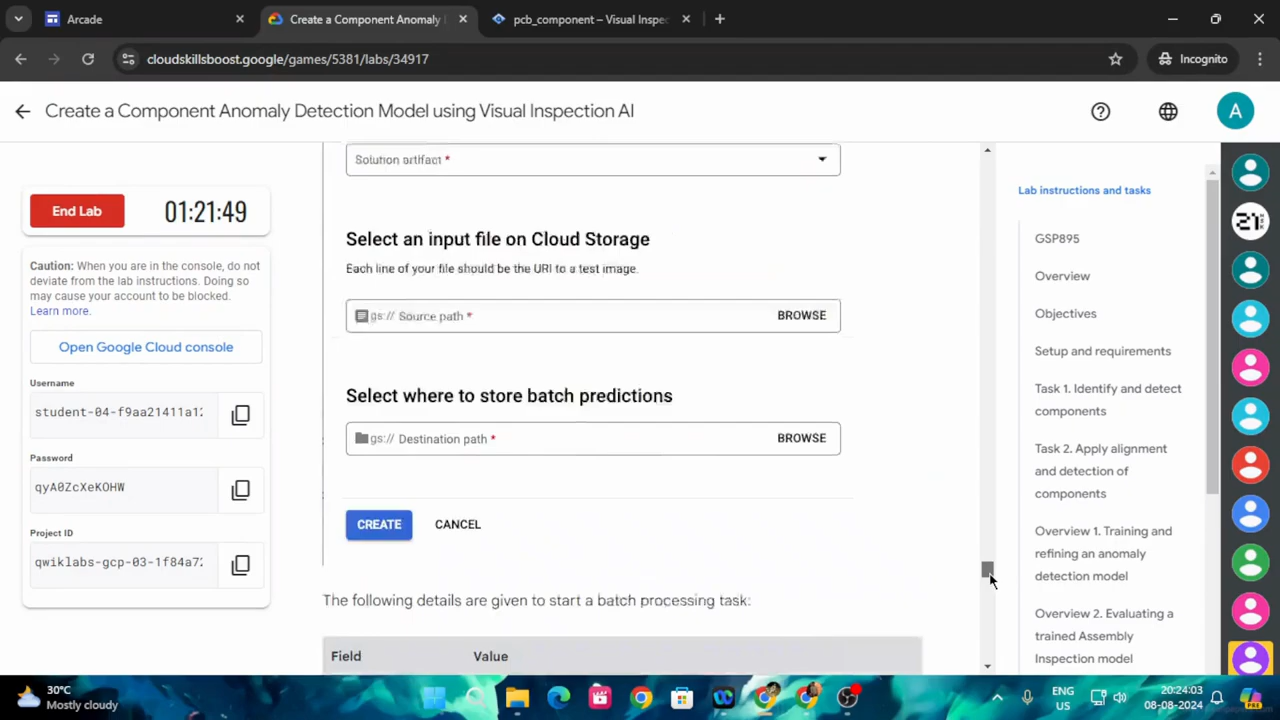 Arcade
Create a Component Anomaly
pcb_component – Visual Inspec
cloudskillsboost.google/games/5381/labs/34917
Incognito
Create a Component Anomaly Detection Model using Visual Inspection AI
A
End Lab
01:21:49
Caution: When you are in the console, do not
deviate from the lab instructions. Doing so
may cause your account to be blocked.
Learn more.
Open Google Cloud console
Username
student-04-f9aa21411a12
Password
qyA0ZcXeKOHW
Project ID
qwiklabs-gcp-03-1f84a72
Solution artifact *
Select an input file on Cloud Storage
Each line of your file should be the URI to a test image.
gs:// Source path *
BROWSE
Select where to store batch predictions
gs:// Destination path *
BROWSE
CREATE
CANCEL
The following details are given to start a batch processing task:
Field
Value
Lab instructions and tasks
GSP895
Overview
Objectives
Setup and requirements
Task 1. Identify and detect
components
Task 2. Apply alignment
and detection of
components
Overview 1. Training and
refining an anomaly
detection model
Overview 2. Evaluating a
trained Assembly
Inspection model
30°C
Mostly cloudy
ENG
US
20:24:03
08-08-2024
PRE